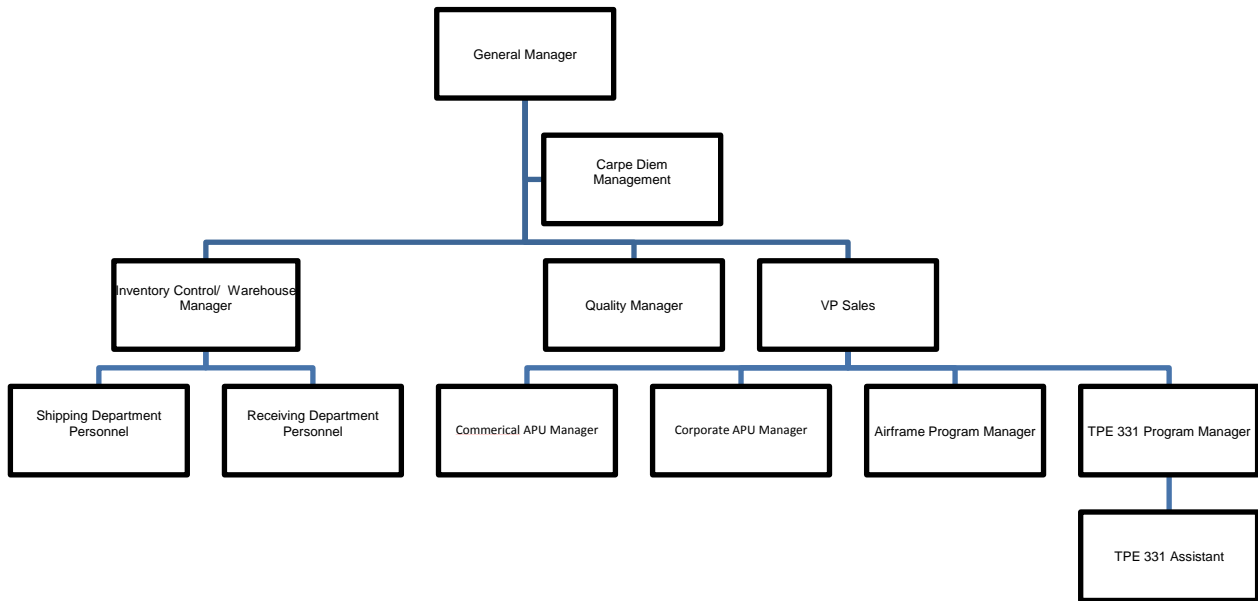 General Manager
Carpe Diem
Management
Inventory Control/ Warehouse
Manager
Quality Manager
VP Sales
Shipping Department
Personnel
Receiving Department
Personnel
Commerical APU Manager
Corporate APU Manager
Airframe Program Manager
TPE 331 Program Manager
TPE 331 Assistant